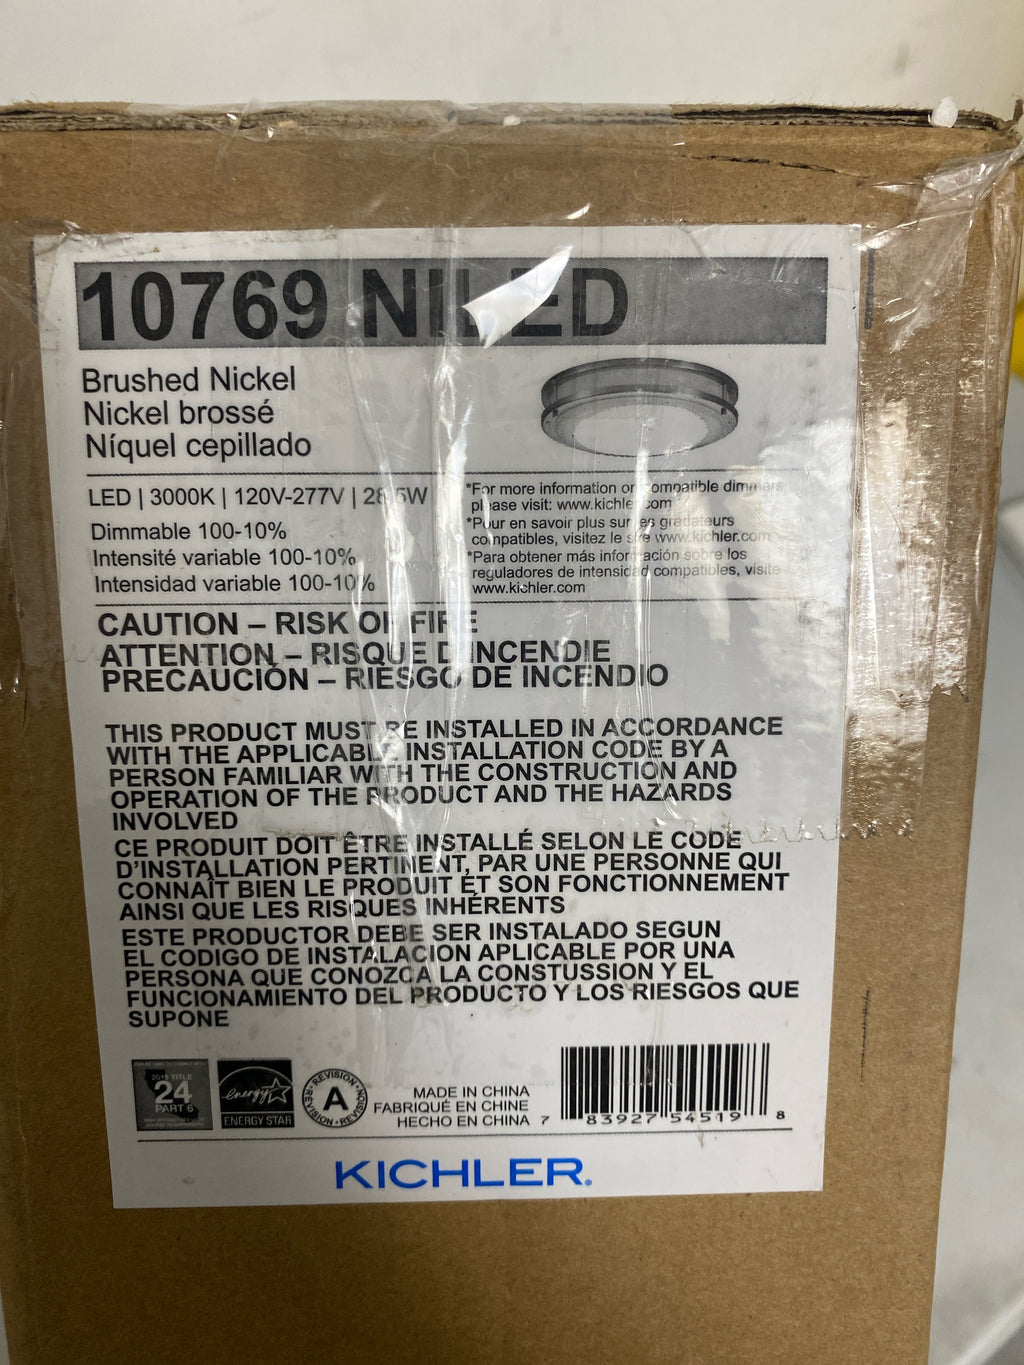 10769 NILED
Brushed Nickel
Nickel brossé
Níquel cepillado
LED | 3000K | 120V-277V | 28.5W
Dimmable 100-10%
Intensité variable 100-10%
Intensidad variable 100-10%
*For more information on compatible dimmers
please visit: www.kichler.com
*Pour en savoir plus sur les gradateurs
compatibles, visitez le site www.kichler.com
*Para obtener más información sobre los
reguladores de intensidad compatibles, visite
www.kichler.com
CAUTION – RISK OF FIRE
ATTENTION – RISQUE D'INCENDIE
PRECAUCIÓN – RIESGO DE INCENDIO
THIS PRODUCT MUST BE INSTALLED IN ACCORDANCE
WITH THE APPLICABLE INSTALLATION CODE BY A
PERSON FAMILIAR WITH THE CONSTRUCTION AND
OPERATION OF THE PRODUCT AND THE HAZARDS
INVOLVED
CE PRODUIT DOIT ÊTRE INSTALLÉ SELON LE CODE
D'INSTALLATION PERTINENT, PAR UNE PERSONNE QUI
CONNAÎT BIEN LE PRODUIT ET SON FONCTIONNEMENT
AINSI QUE LES RISQUES INHÉRENTS
ESTE PRODUCTOR DEBE SER INSTALADO SEGUN
EL CODIGO DE INSTALACION APLICABLE POR UNA
PERSONA QUE CONOZCA LA CONSTUSSION Y EL
FUNCIONAMIENTO DEL PRODUCTO Y LOS RIESGOS QUE
SUPONE
2019 TITLE
24
PART 6
energy
ENERGY STAR
REVISION • REVISION • REVISION
A
MADE IN CHINA
FABRIQUÉ EN CHINE
HECHO EN CHINA
7 83927 54519 8
KICHLER®